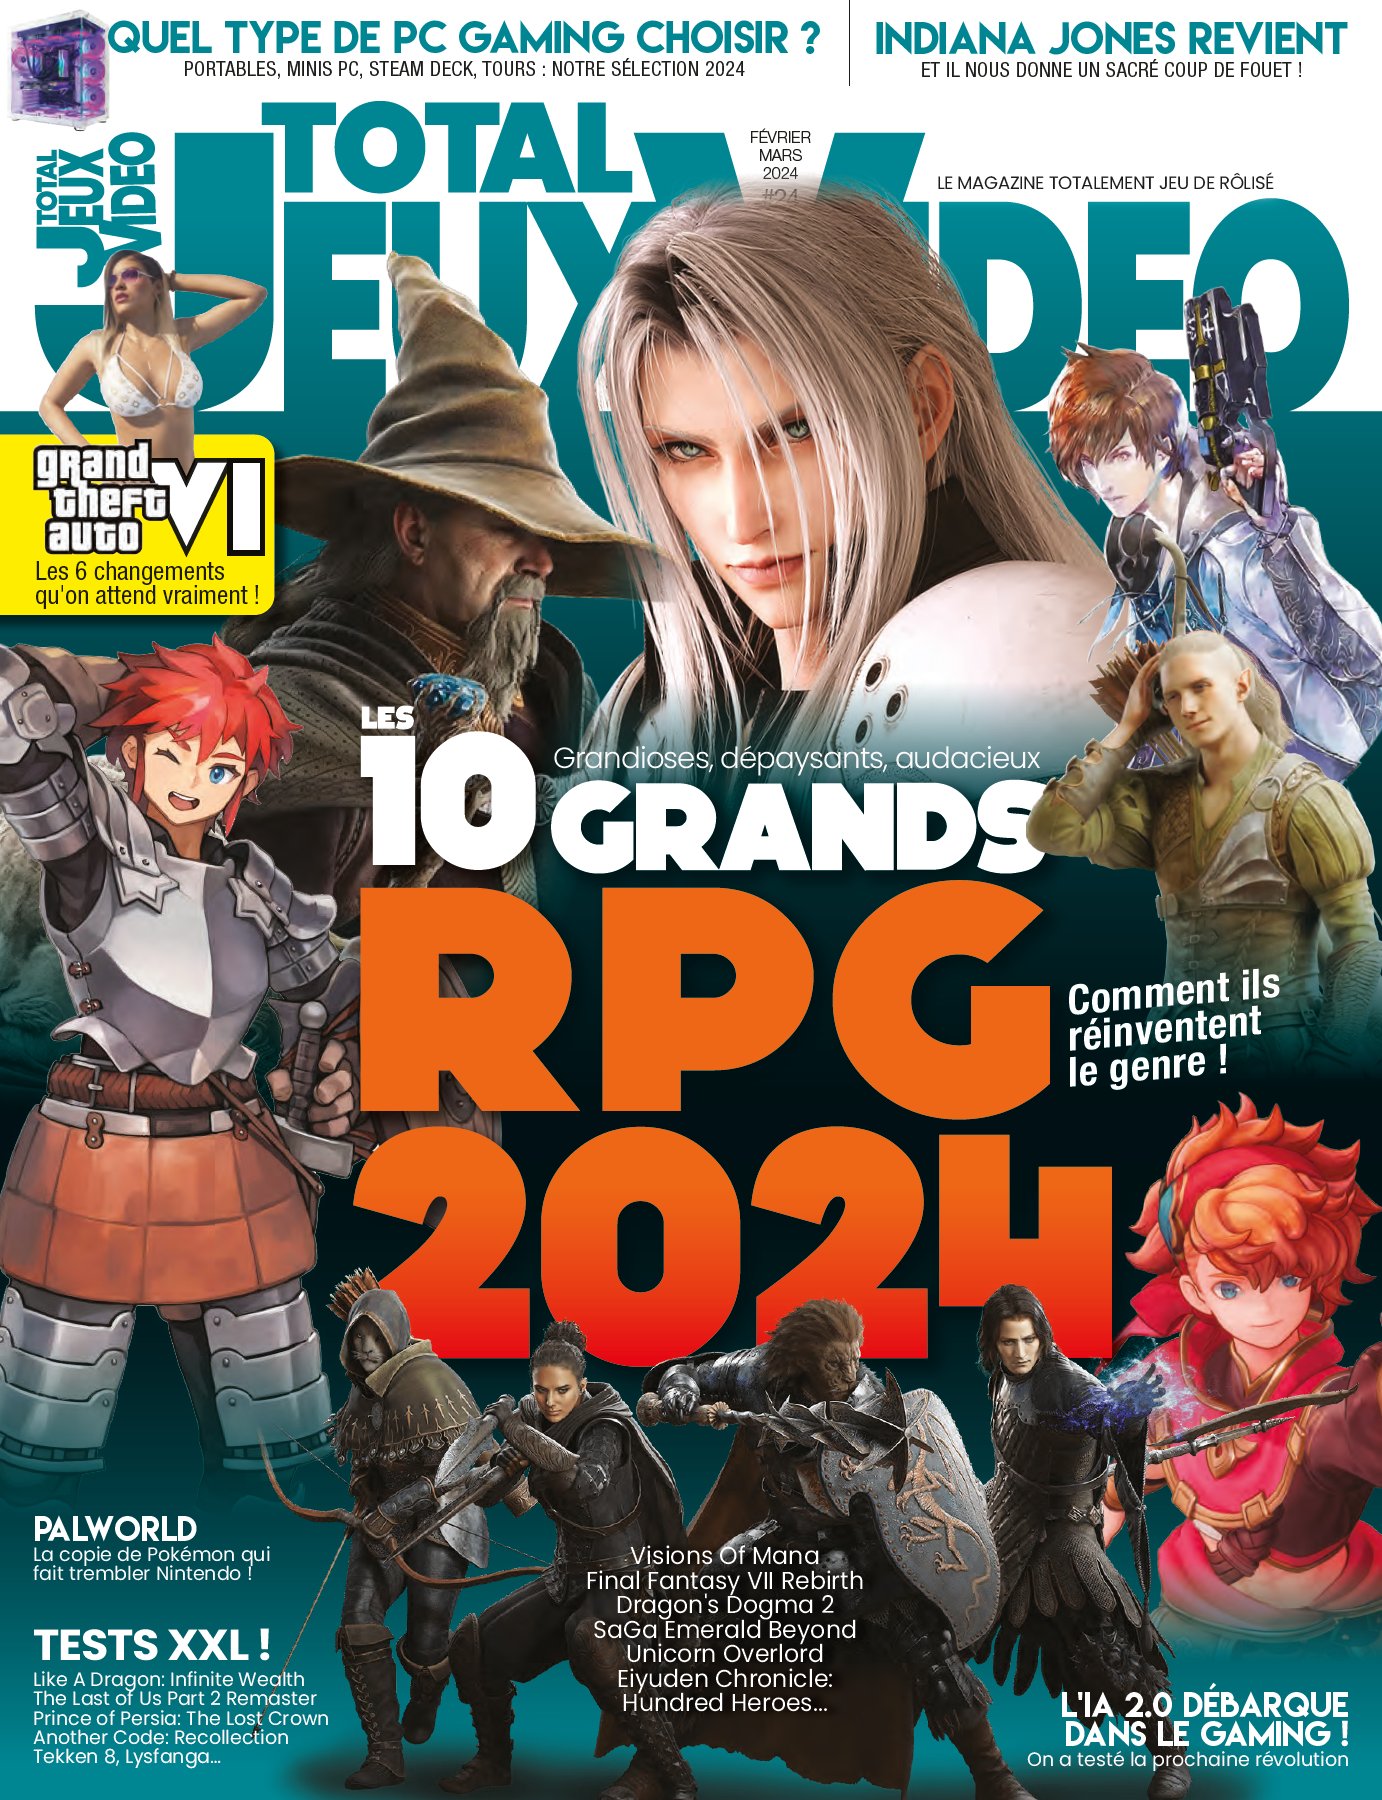 QUEL TYPE DE PC GAMING CHOISIR ?
PORTABLES, MINIS PC, STEAM DECK, TOURS : NOTRE SÉLECTION 2024
INDIANA JONES REVIENT
ET IL NOUS DONNE UN SACRÉ COUP DE FOUET !
TOTAL
JEUX VIDEO
TOTAL
JEUX
VIDEO
FÉVRIER
MARS
2024
#24
LE MAGAZINE TOTALEMENT JEU DE RÔLISÉ
grand
theft
auto VI
Les 6 changements
qu'on attend vraiment !
LES
10
Grandioses, dépaysants, audacieux
GRANDS
RPG
2024
Comment ils
réinventent
le genre !
PALWORLD
La copie de Pokémon qui
fait trembler Nintendo !
TESTS XXL !
Like A Dragon: Infinite Wealth
The Last of Us Part 2 Remaster
Prince of Persia: The Lost Crown
Another Code: Recollection
Tekken 8, Lysfanga...
Visions Of Mana
Final Fantasy VII Rebirth
Dragon's Dogma 2
SaGa Emerald Beyond
Unicorn Overlord
Eiyuden Chronicle:
Hundred Heroes...
L'IA 2.0 DÉBARQUE
DANS LE GAMING !
On a testé la prochaine révolution